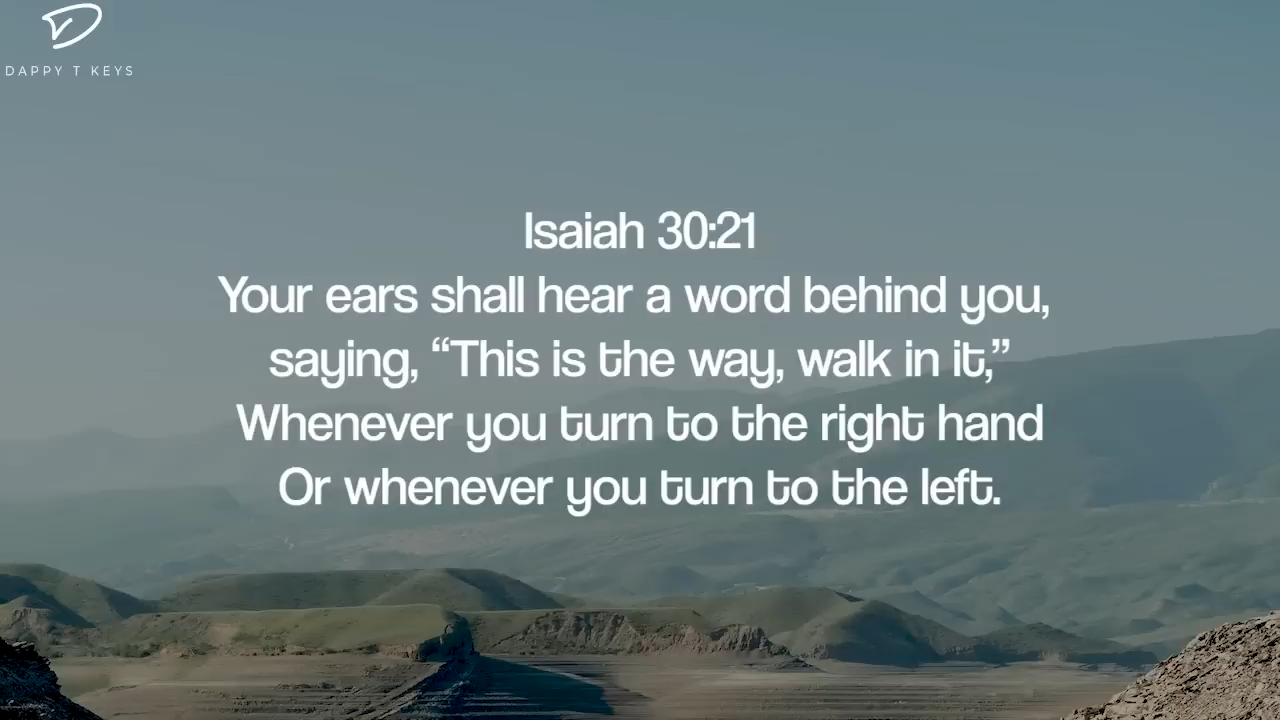 DAPPY T KEYS
Isaiah 30:21
Your ears shall hear a word behind you,
saying, “This is the way, walk in it,”
Whenever you turn to the right hand
Or whenever you turn to the left.